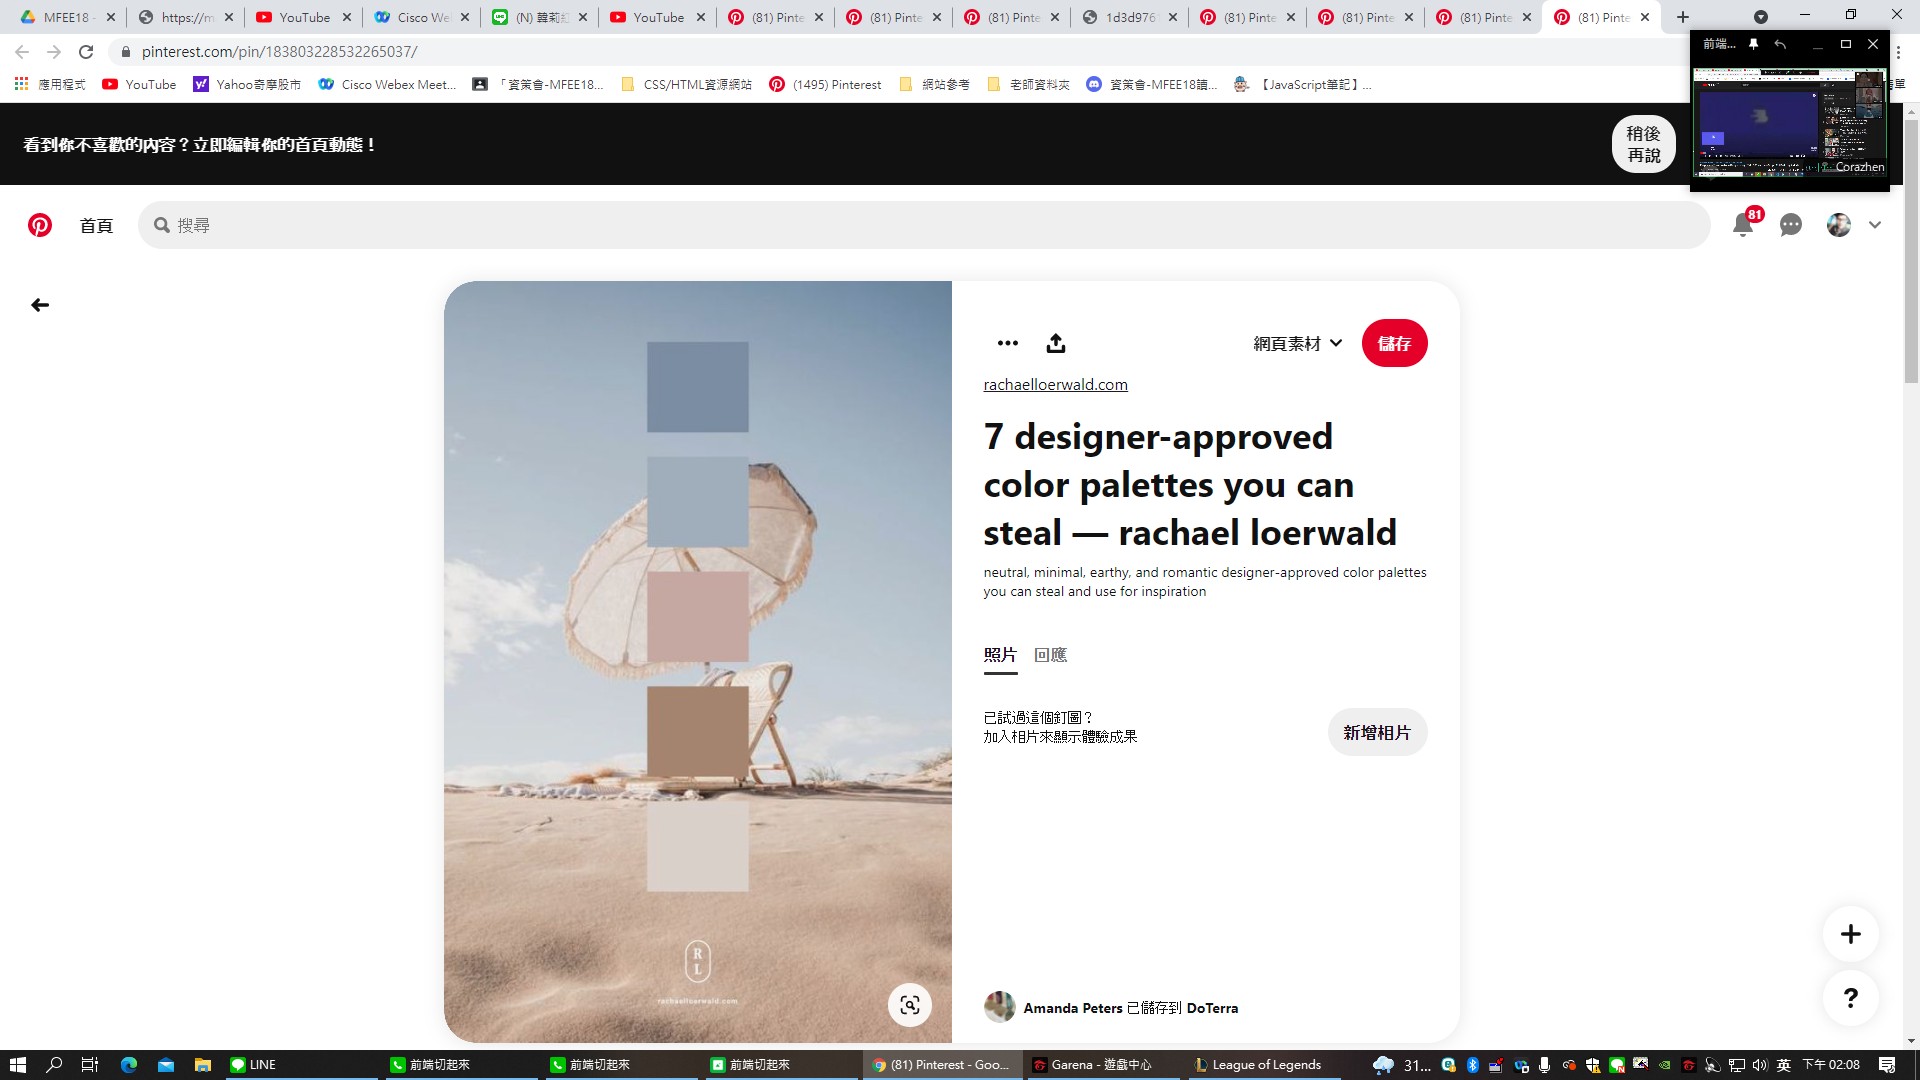 MFEE18 -
https://m
YouTube
Cisco We
(N) 韓莉紅
YouTube
(81) Pinte
(81) Pinte
(81) Pinte
1d3d976
(81) Pinte
(81) Pinte
(81) Pinte
(81) Pinte
pinterest.com/pin/183803228532265037/
應用程式
YouTube
Yahoo奇摩股市
Cisco Webex Meet...
「資策會-MFEE18...
CSS/HTML資源網站
(1495) Pinterest
網站參考
老師資料夾
資策會-MFEE18讀...
【JavaScript筆記】...
前端...
Corazhen
看到你不喜歡的內容？立即編輯你的首頁動態！
稍後
再說
首頁
搜尋
81
網頁素材
儲存
rachaelloerwald.com
7 designer-approved
color palettes you can
steal — rachael loerwald
neutral, minimal, earthy, and romantic designer-approved color palettes
you can steal and use for inspiration
照片
回應
已試過這個釘圖？
加入相片來顯示體驗成果
新增相片
R
L
rachaelloerwald.com
Amanda Peters 已儲存到 DoTerra
?
LINE
前端切起來
前端切起來
前端切起來
(81) Pinterest - Goo...
Garena - 遊戲中心
League of Legends
31...
英
下午 02:08